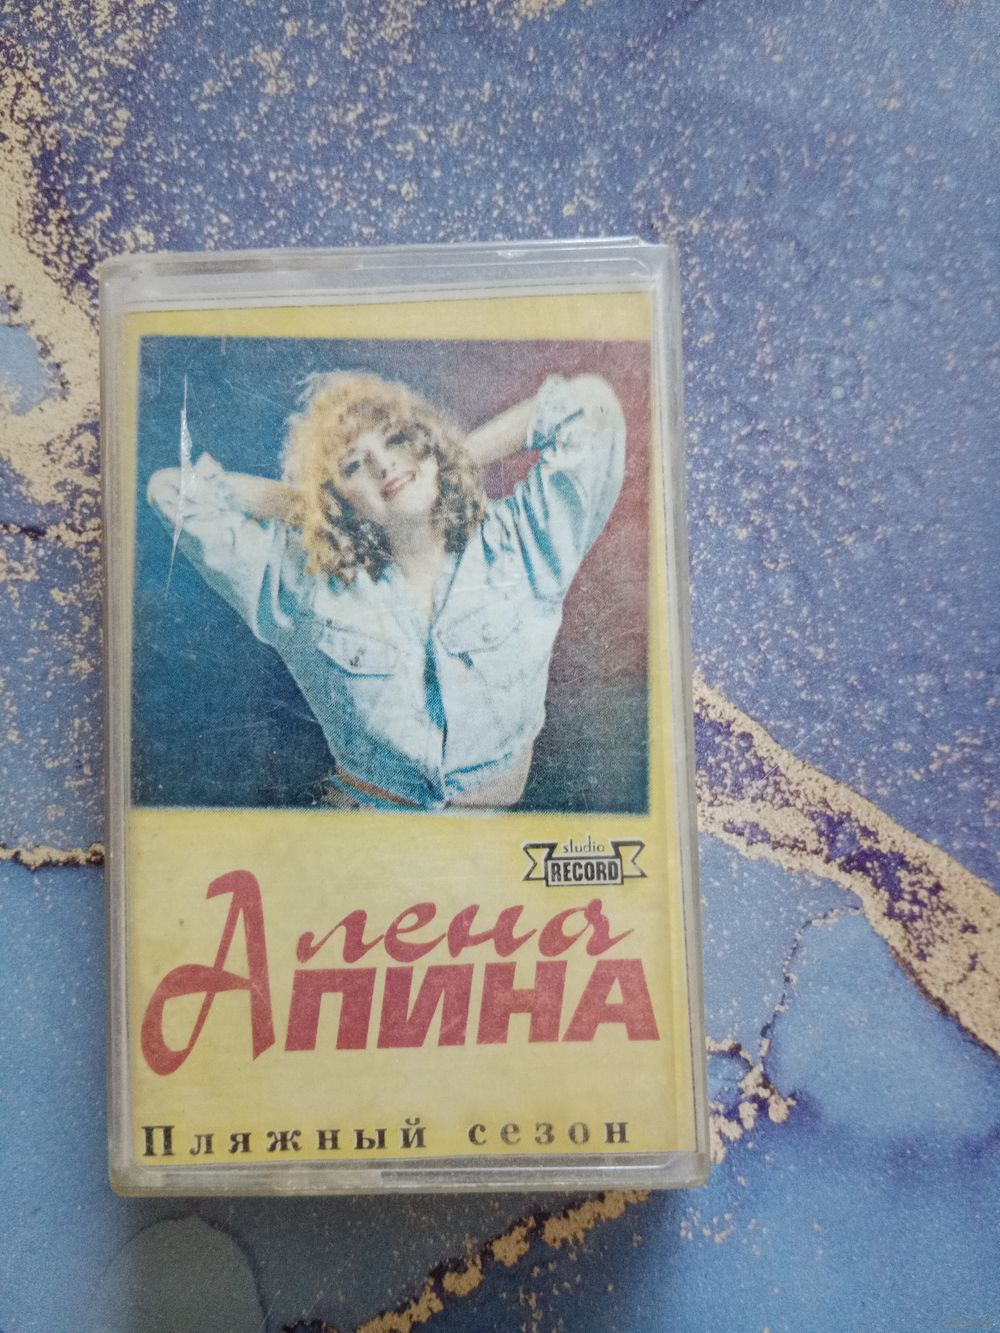 studio
RECORD
Алена
АПИНА
Пляжный сезон